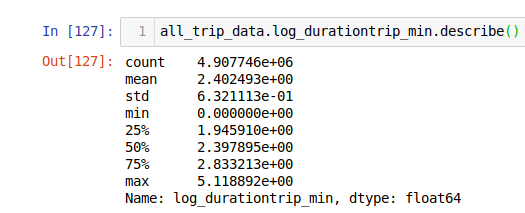 In [127]: 1 all_trip_data.log_durationtrip_min.describe()
Out[127]: count 4.907746e+06
mean 2.402493e+00
std 6.321113e-01
min 0.000000e+00
25% 1.945910e+00
50% 2.397895e+00
75% 2.833213e+00
max 5.118892e+00
Name: log_durationtrip_min, dtype: float64